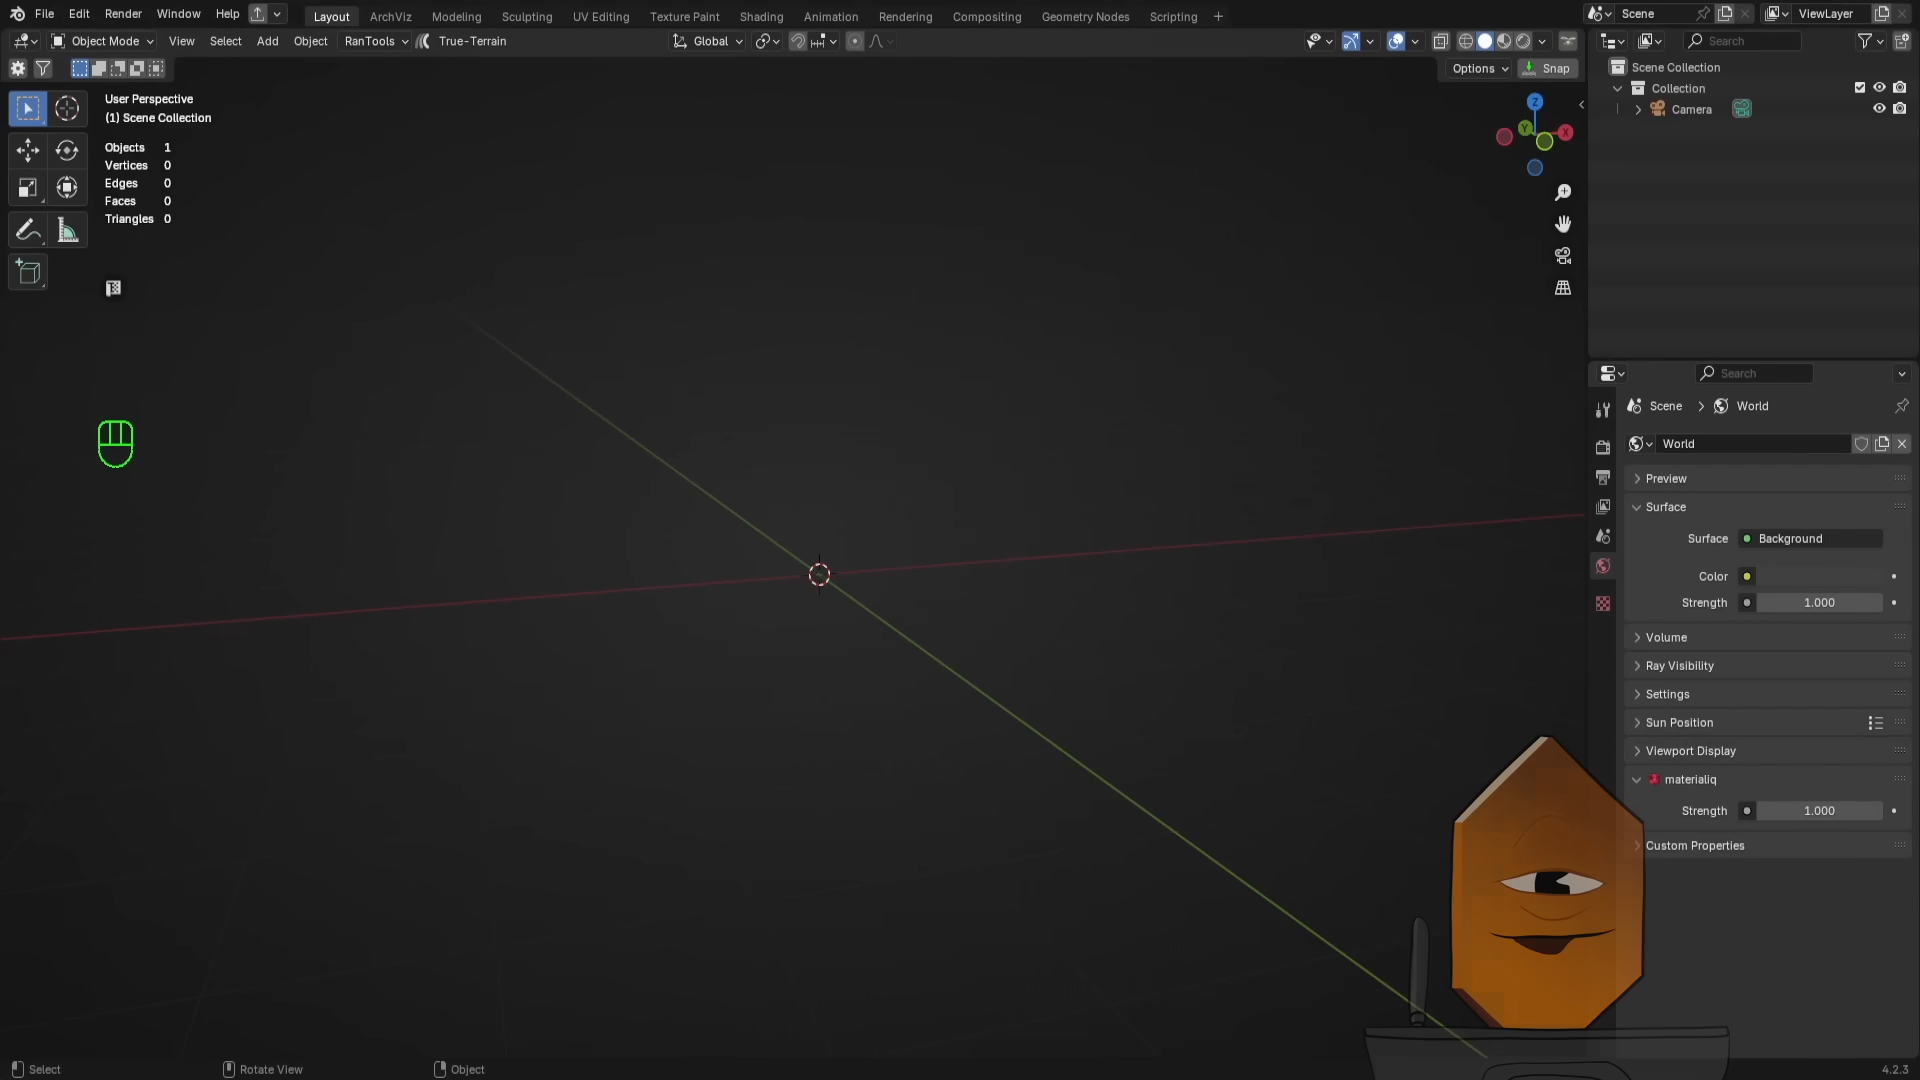 File Edit Render Window Help
Layout ArchViz Modeling Sculpting UV Editing Texture Paint Shading Animation Rendering Compositing Geometry Nodes Scripting +
Scene ViewLayer
Object Mode View Select Add Object RanTools True-Terrain Global
Search
Options Snap
Scene Collection
Collection
Camera
User Perspective
(1) Scene Collection
Objects 1
Vertices 0
Edges 0
Faces 0
Triangles 0
Z
Y
X
Search
Scene > World
World
Preview
Surface
Surface Background
Color
Strength 1.000
Volume
Ray Visibility
Settings
Sun Position
Viewport Display
materialiq
Strength 1.000
Custom Properties
Select Rotate View Object 4.2.3